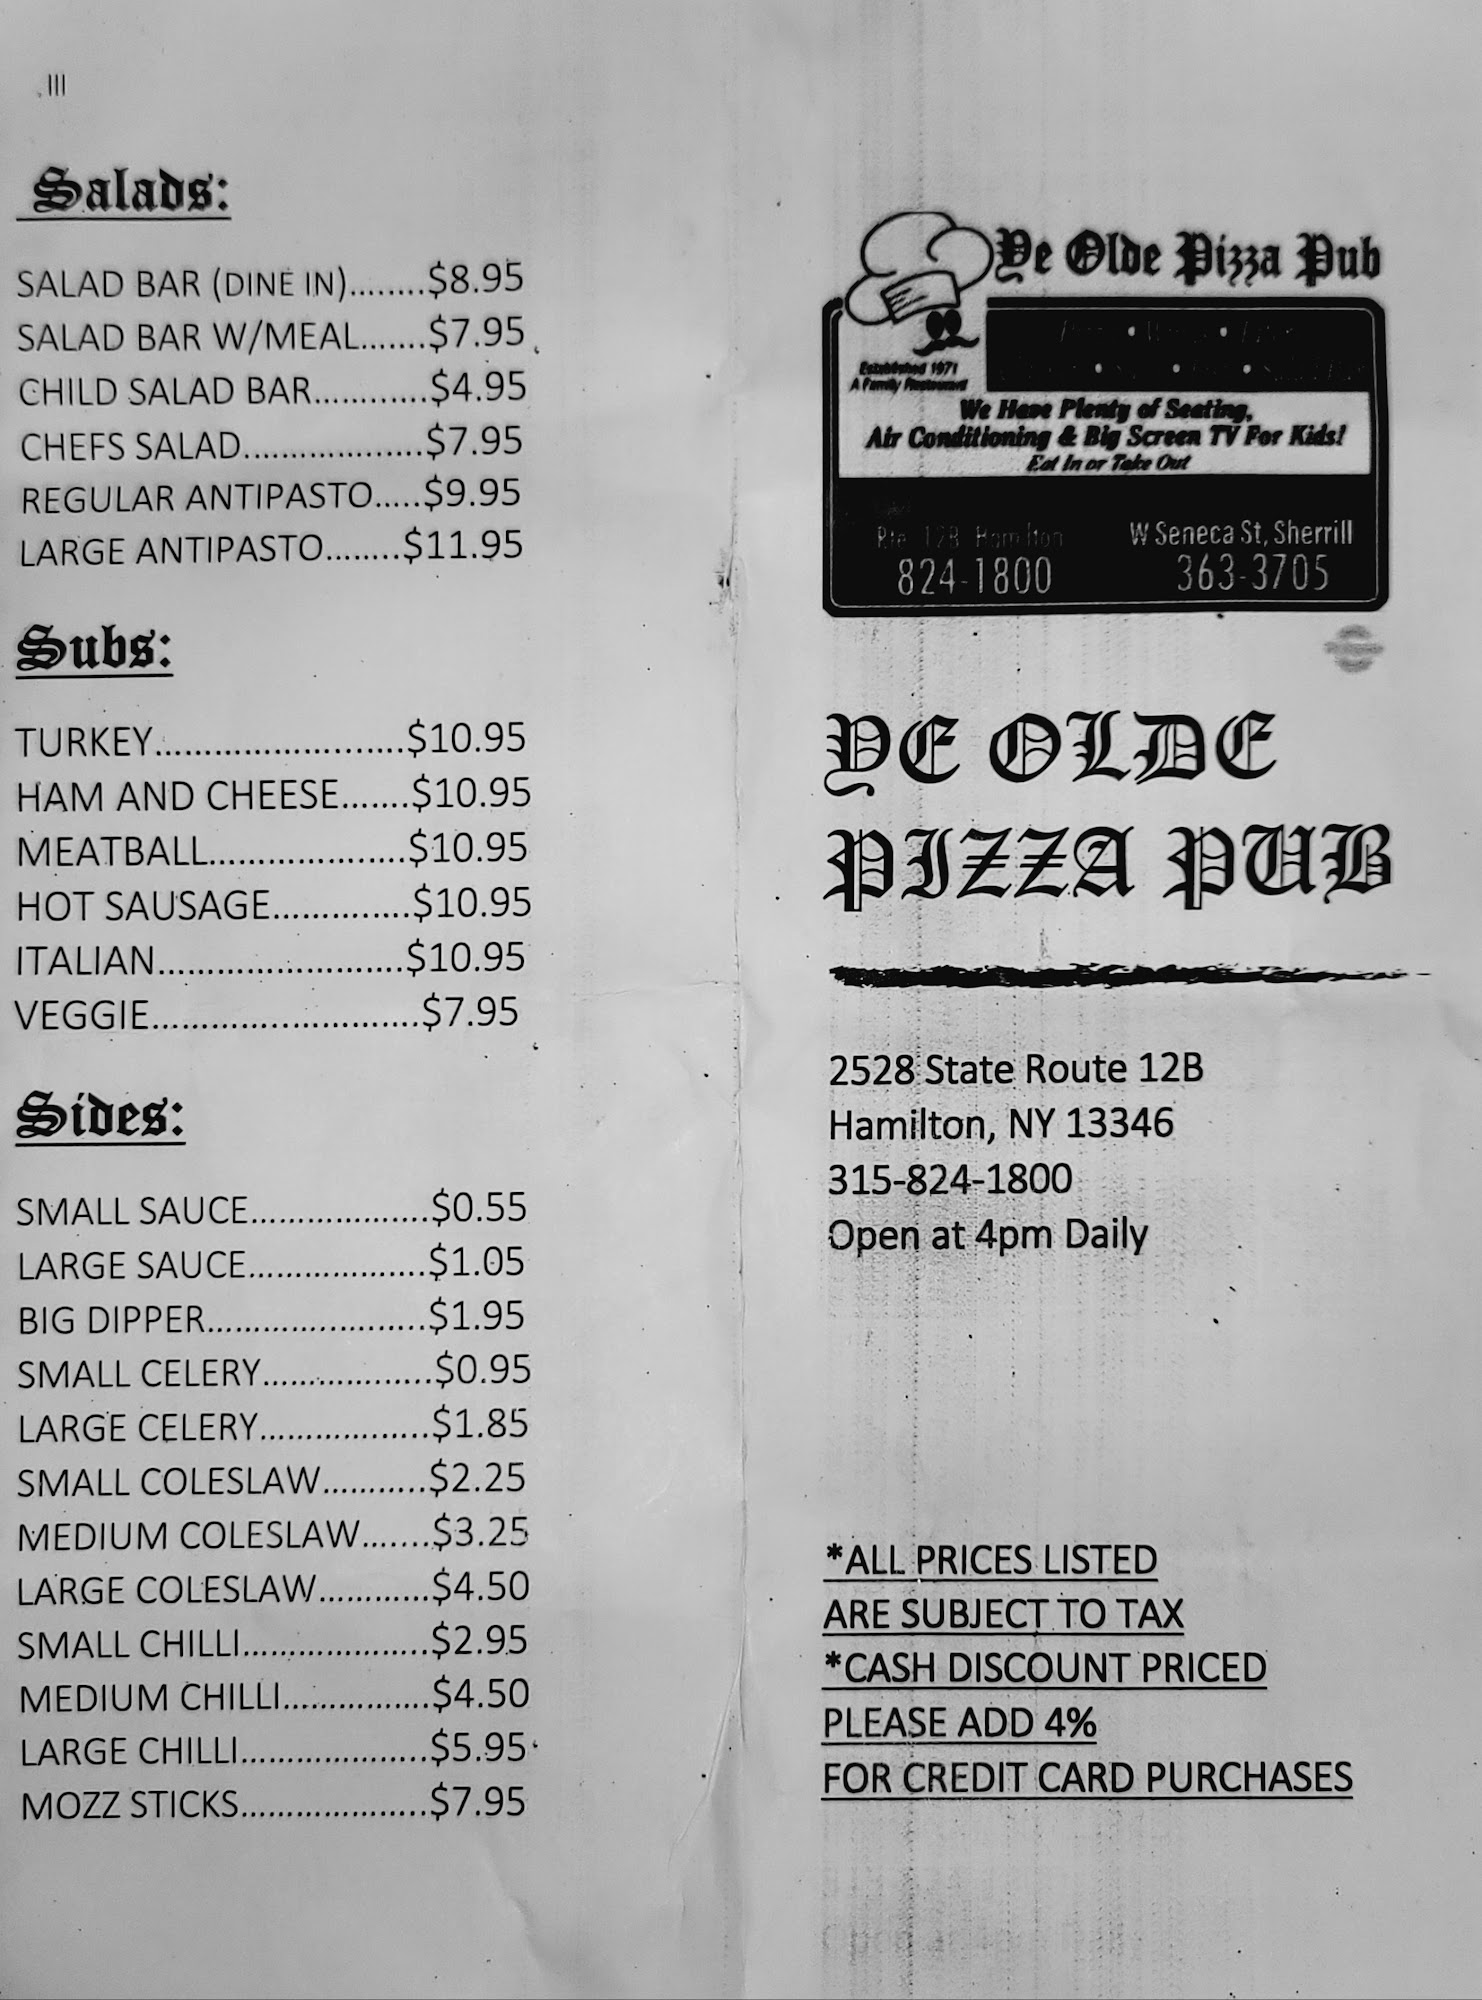 Salads:
SALAD BAR (DINE IN)........$8.95
SALAD BAR W/MEAL.......$7.95
CHILD SALAD BAR............$4.95
CHEFS SALAD...................$7.95
REGULAR ANTIPASTO.....$9.95
LARGE ANTIPASTO........$11.95
Subs:
TURKEY.........................$10.95
HAM AND CHEESE.......$10.95
MEATBALL....................$10.95
HOT SAUSAGE..............$10.95
ITALIAN.........................$10.95
VEGGIE...........................$7.95
Sides:
SMALL SAUCE..................$0.55
LARGE SAUCE..................$1.05
BIG DIPPER......................$1.95
SMALL CELERY.................$0.95
LARGE CELERY.................$1.85
SMALL COLESLAW...........$2.25
MEDIUM COLESLAW.......$3.25
LARGE COLESLAW...........$4.50
SMALL CHILLI...................$2.95
MEDIUM CHILLI...............$4.50
LARGE CHILLI...................$5.95
MOZZ STICKS...................$7.95
Ye Olde Pizza Pub
Established 1971
A Family Restaurant
We Have Plenty of Seating,
Air Conditioning & Big Screen TV For Kids!
Eat In or Take Out
Rte 12B Hamilton
824-1800
W Seneca St, Sherrill
363-3705
YE OLDE
PIZZA PUB
2528 State Route 12B
Hamilton, NY 13346
315-824-1800
Open at 4pm Daily
*ALL PRICES LISTED
ARE SUBJECT TO TAX
*CASH DISCOUNT PRICED
PLEASE ADD 4%
FOR CREDIT CARD PURCHASES